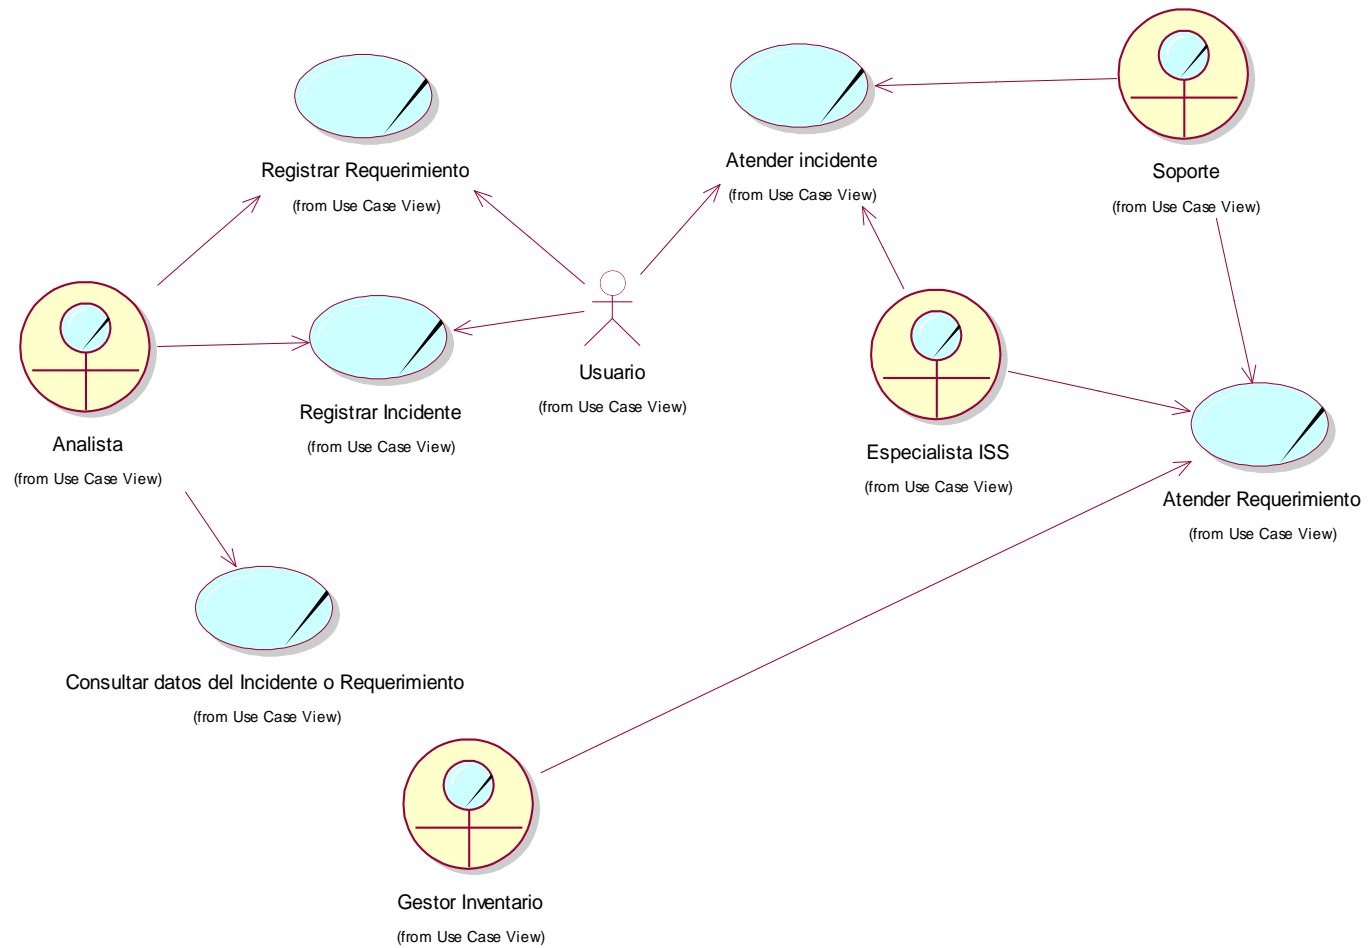 Registrar Requerimiento
(from Use Case View)
Atender incidente
(from Use Case View)
Soporte
(from Use Case View)
Registrar Incidente
(from Use Case View)
Usuario
(from Use Case View)
Analista
(from Use Case View)
Especialista ISS
(from Use Case View)
Atender Requerimiento
(from Use Case View)
Consultar datos del Incidente o Requerimiento
(from Use Case View)
Gestor Inventario
(from Use Case View)